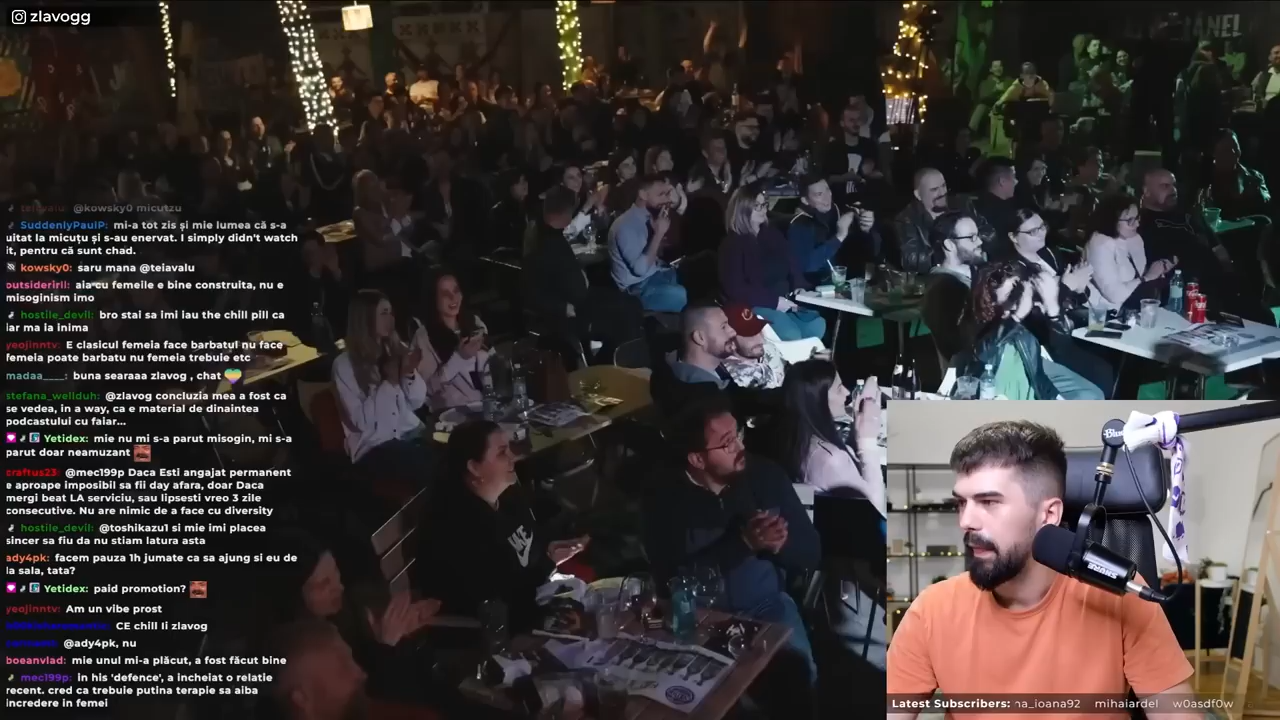 zlavogg
@kowsky0 micutzu
SuddenlyPaulP: mi-a tot zis și mie lumea că s-a
uitat la micuțu și s-au enervat. I simply didn't watch
it, pentru că sunt chad.
kowsky0: saru mana @teiavalu
outsiderirli: aia cu femeile e bine construita, nu e
misoginism imo
hostile_devil: bro stai sa imi iau the chill pill ca
iar ma ia inima
yeojinntv: E clasicul femeia face barbatul nu face
femeia poate barbatu nu femeia trebuie etc
madaa____: buna searaaa zlavog , chat
stefana_wellduh: @zlavog concluzia mea a fost ca
se vedea, in a way, ca e material de dinaintea
podcastului cu faiar...
Yetidex: mie nu mi s-a parut misogin, mi s-a
parut doar neamuzant
craftus23: @mec199p Daca Esti angajat permanent
e aproape imposibil sa fii day afara, doar Daca
mergi beat LA serviciu, sau lipsesti vreo 3 zile
consecutive. Nu are nimic de a face cu diversity
hostile_devil: @toshikazu1 si mie imi placea
sincer sa fiu da nu stiam latura asta
ady4pk: facem pauza 1h jumate ca sa ajung si eu de
la sala, tata?
Yetidex: paid promotion?
yeojinntv: Am un vibe prost
CE chill li zlavog
@ady4pk, nu
boeanvlad: mie unul mi-a plăcut, a fost făcut bine
mec199p: in his 'defence', a incheiat o relatie
recent. cred ca trebuie putina terapie sa aiba
incredere in femei
NIKE
SHURE
Latest Subscribers: na_ioana92 mihaiardel w0asdf0w